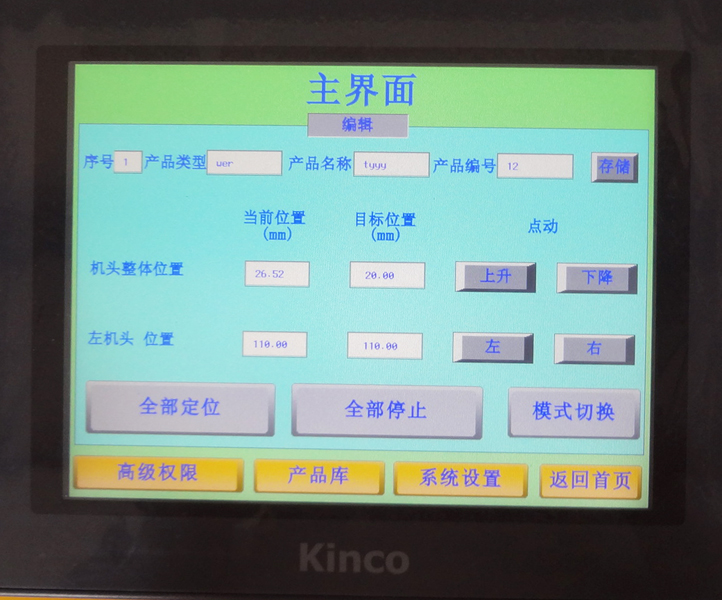 主界面
编辑
序号 1 产品类型 wer 产品名称 tyyy 产品编号 12 存储
当前位置 目标位置 点动
(mm) (mm)
机头整体位置 26.52 20.00 上升 下降
左机头 位置 110.00 110.00 左 右
全部定位 全部停止 模式切换
高级权限 产品库 系统设置 返回首页
Kinco